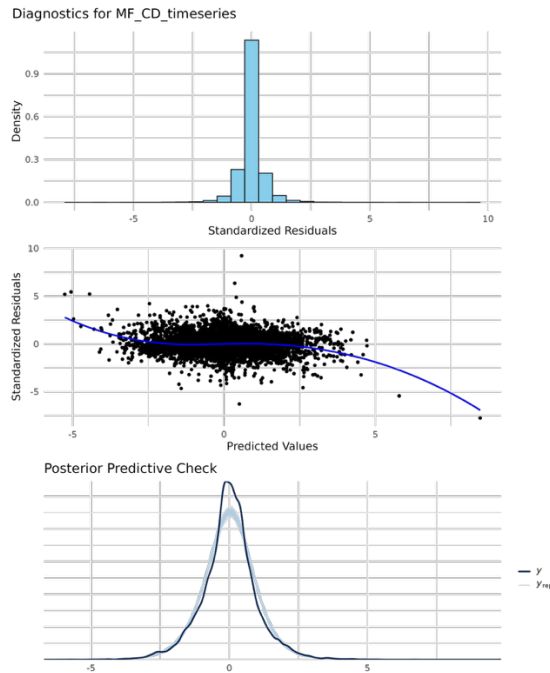 Diagnostics for MF_CD_timeseries
Density
0.9
0.6
0.3
0.0
-5
0
5
10
Standardized Residuals
Standardized Residuals
10
5
0
-5
-5
0
5
Predicted Values
Posterior Predictive Check
-5
0
5
y
y rep